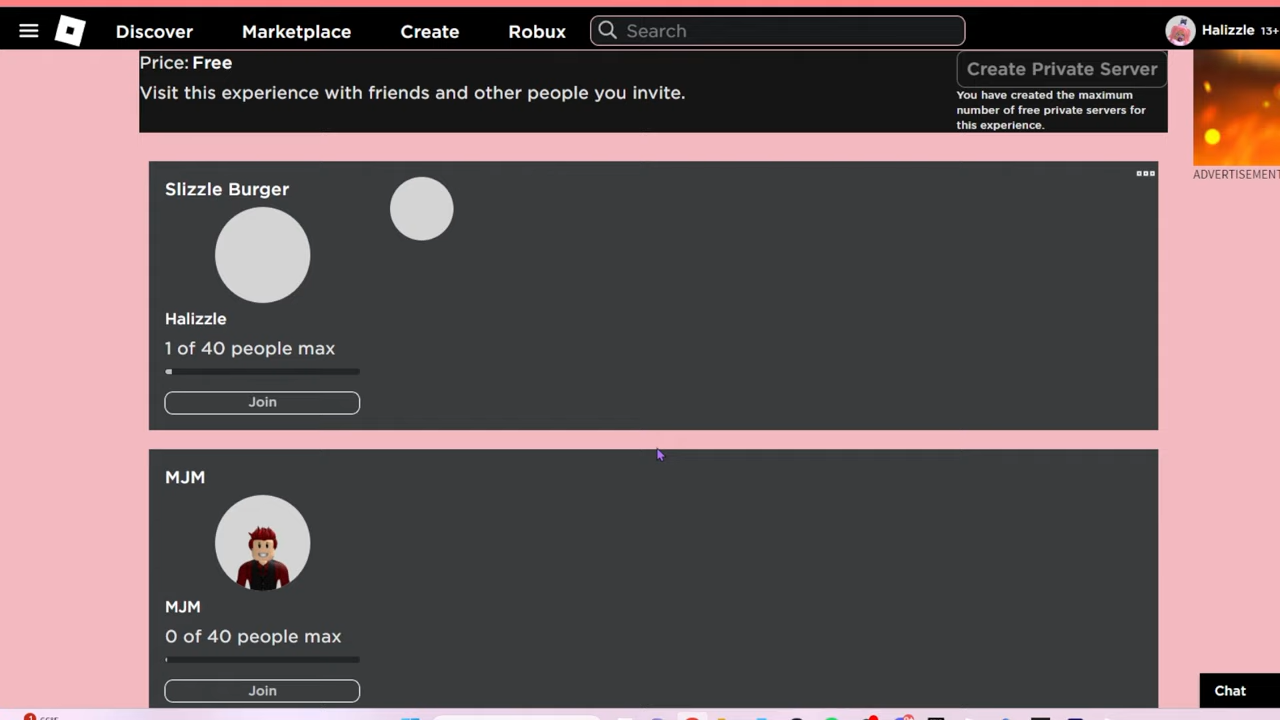 Discover
Marketplace
Create
Robux
Search
Halizzle 13+
Price: Free
Create Private Server
Visit this experience with friends and other people you invite.
You have created the maximum
number of free private servers for
this experience.
ADVERTISEMENT
Slizzle Burger
Halizzle
1 of 40 people max
Join
MJM
MJM
0 of 40 people max
Join
Chat